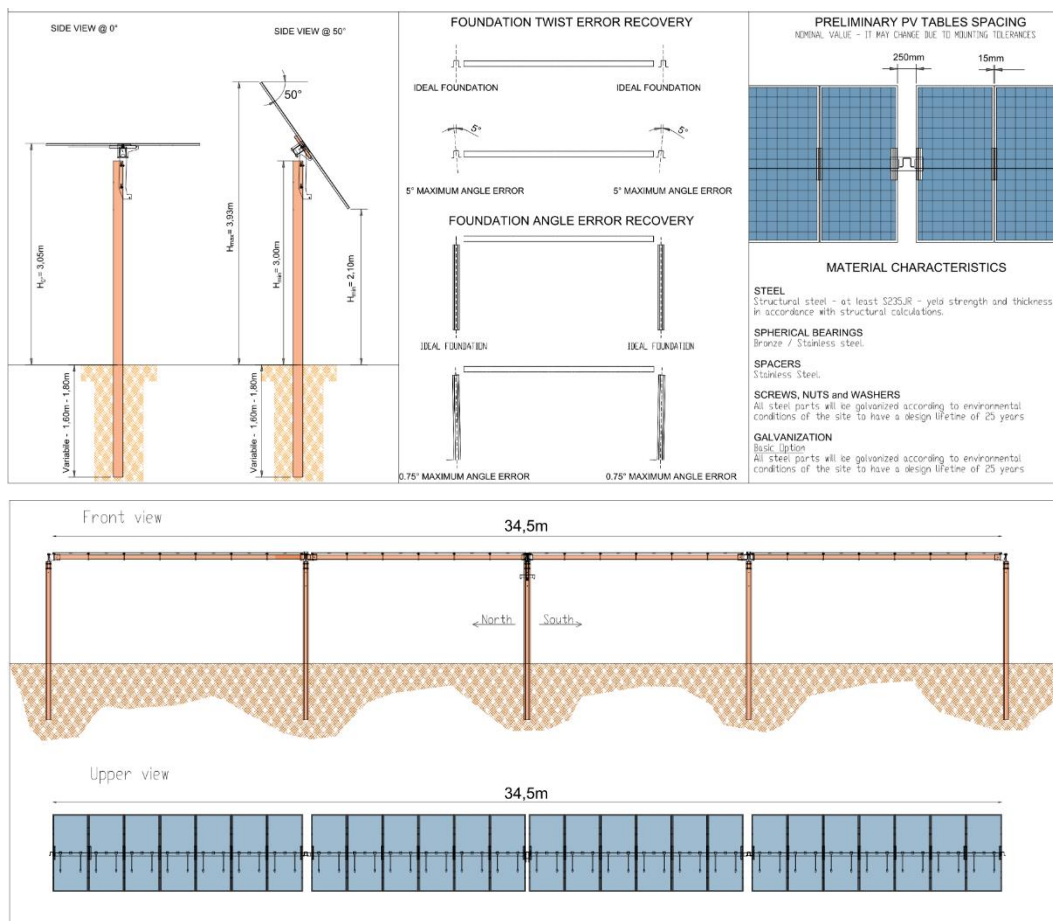 SIDE VIEW @ 0°
SIDE VIEW @ 50°
50°
H0°= 3,05m
Hmax= 3,93m
Hmin= 3,00m
Hmin= 2,10m
Variabile - 1,60m - 1,80m
Variabile - 1,60m - 1,80m
FOUNDATION TWIST ERROR RECOVERY
IDEAL FOUNDATION
IDEAL FOUNDATION
5°
5°
5° MAXIMUM ANGLE ERROR
5° MAXIMUM ANGLE ERROR
FOUNDATION ANGLE ERROR RECOVERY
IDEAL FOUNDATION
IDEAL FOUNDATION
0.75° MAXIMUM ANGLE ERROR
0.75° MAXIMUM ANGLE ERROR
PRELIMINARY PV TABLES SPACING
NOMINAL VALUE - IT MAY CHANGE DUE TO MOUNTING TOLERANCES
250mm
15mm
MATERIAL CHARACTERISTICS
STEEL
Structural steel - at least S235JR - yeld strength and thickness
in accordance with structural calculations.
SPHERICAL BEARINGS
Bronze / Stainless steel.
SPACERS
Stainless Steel.
SCREWS, NUTS and WASHERS
All steel parts will be galvanized according to environmental
conditions of the site to have a design lifetime of 25 years
GALVANIZATION
Basic Option
All steel parts will be galvanized according to environmental
conditions of the site to have a design lifetime of 25 years
Front view
34,5m
North
South
Upper view
34,5m